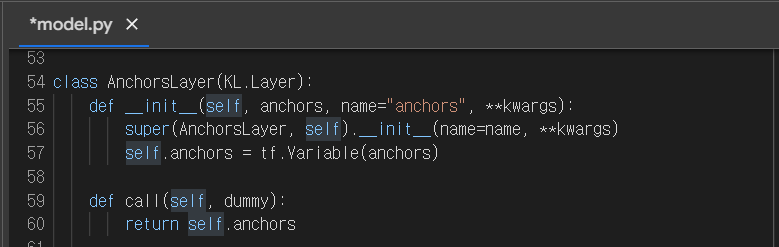 *model.py ×
53
54 class AnchorsLayer(KL.Layer):
55     def __init__(self, anchors, name="anchors", **kwargs):
56         super(AnchorsLayer, self).__init__(name=name, **kwargs)
57         self.anchors = tf.Variable(anchors)
58
59     def call(self, dummy):
60         return self.anchors
61